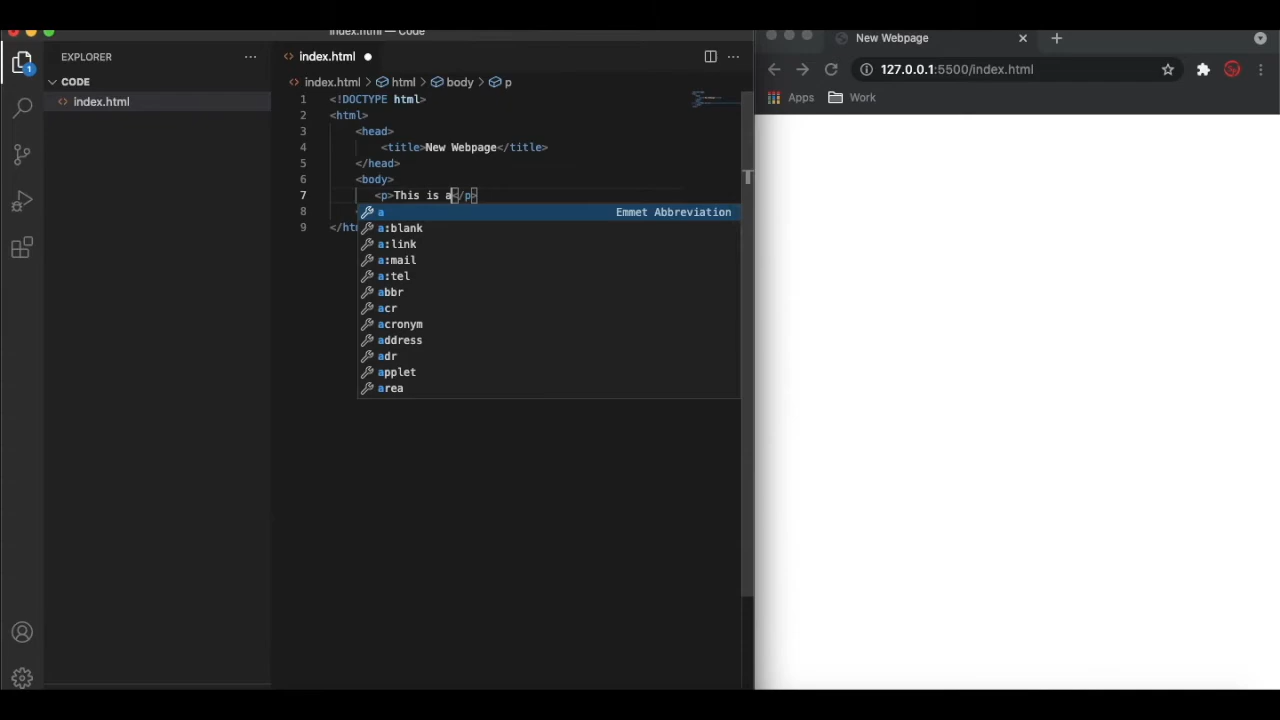 index.html — Code
EXPLORER
CODE
index.html
1
index.html
index.html > html > body > p
1 <!DOCTYPE html>
2 <html>
3 <head>
4 <title>New Webpage</title>
5 </head>
6 <body>
7 <p>This is a</p>
8 <
9 </htm
a Emmet Abbreviation
a:blank
a:link
a:mail
a:tel
abbr
acr
acronym
address
adr
applet
area
New Webpage
127.0.0.1:5500/index.html
Apps Work